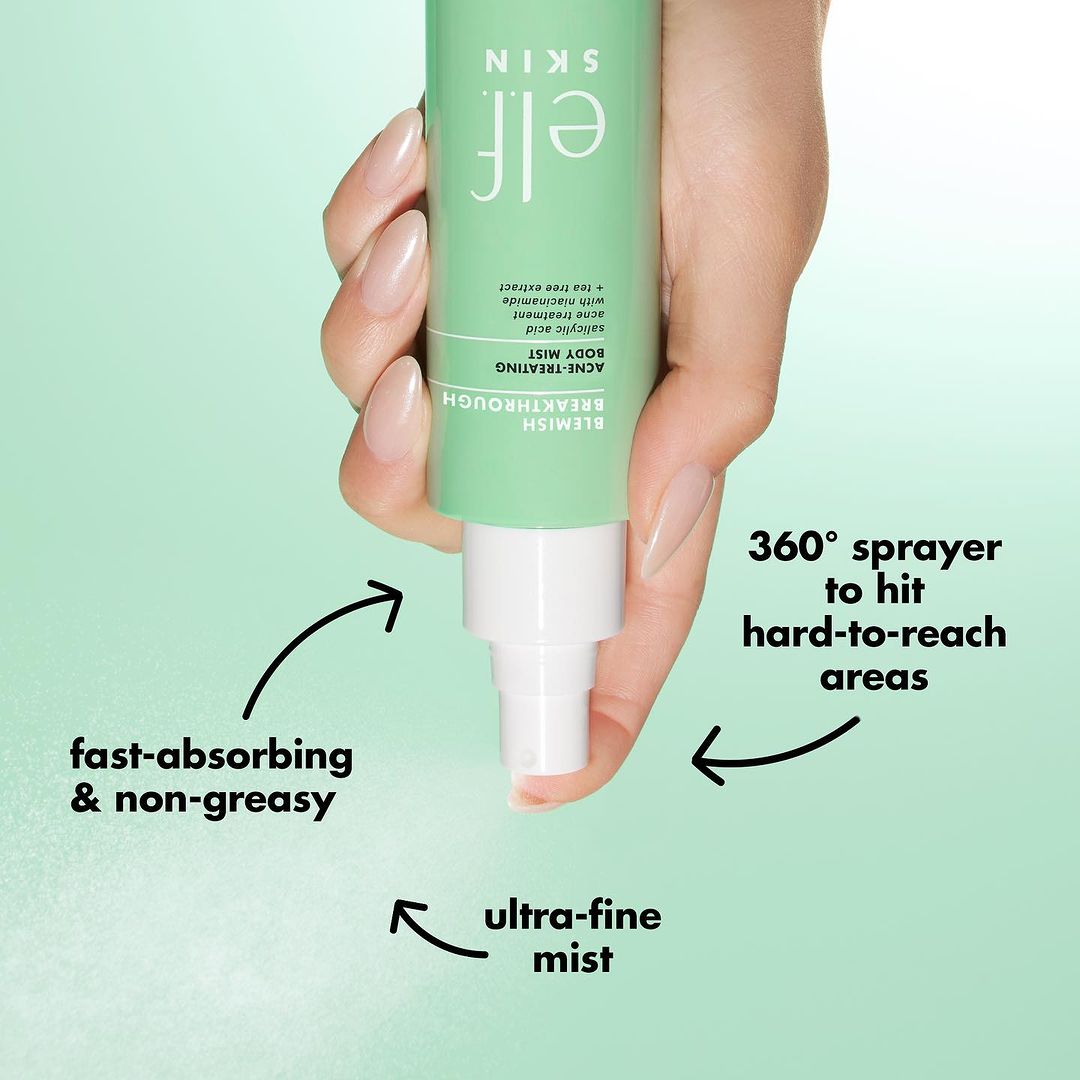 SKIN
e.l.f.
+ tea tree extract
with niacinamide
acne treatment
salicylic acid
BODY MIST
ACNE-TREATING
BREAKTHROUGH
BLEMISH
360° sprayer
to hit
hard-to-reach
areas
fast-absorbing
& non-greasy
ultra-fine
mist